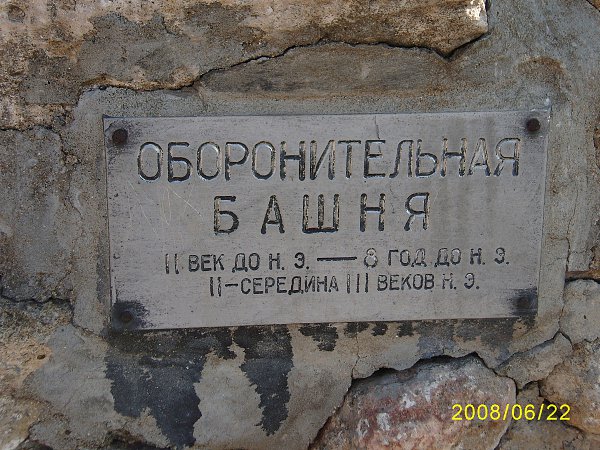 ОБОРОНИТЕЛЬНАЯ
БАШНЯ
II ВЕК ДО Н. Э. — 8 ГОД ДО Н. Э.
II-СЕРЕДИНА III ВЕКОВ Н. Э.
2008/06/22